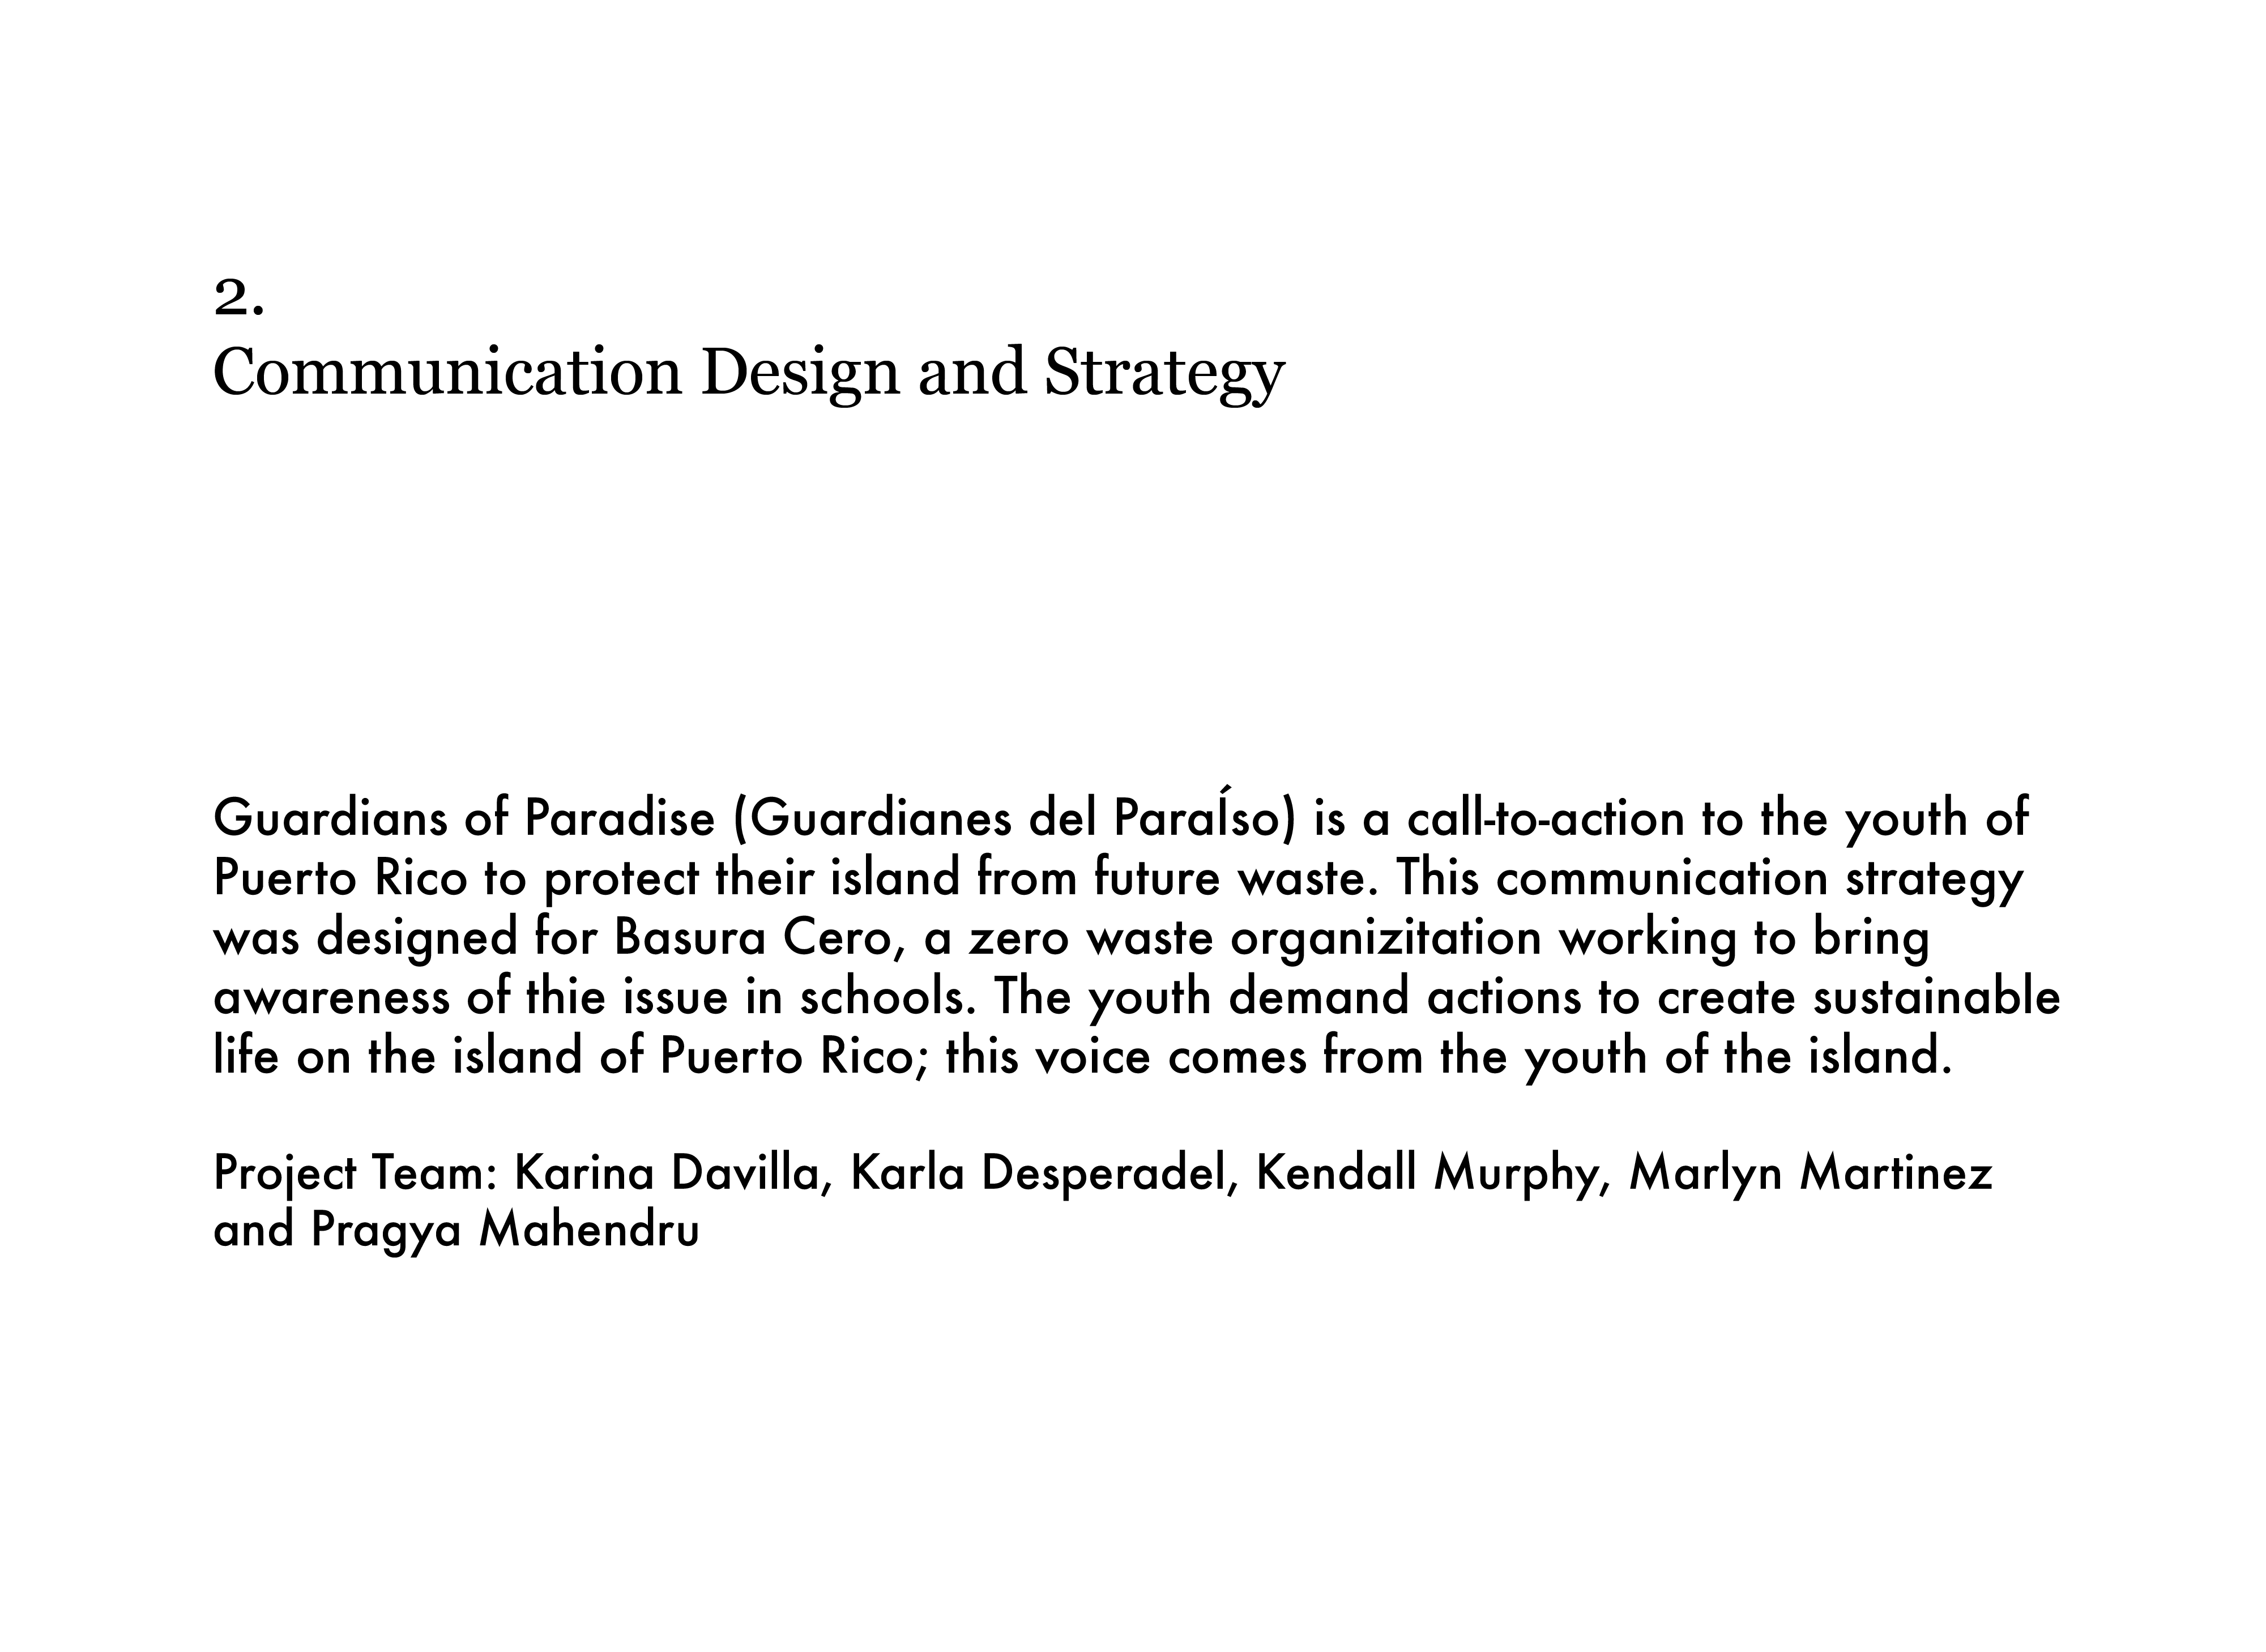 2.
Communication Design and Strategy
Guardians of Paradise (Guardianes del ParaÍso) is a call-to-action to the youth of
Puerto Rico to protect their island from future waste. This communication strategy
was designed for Basura Cero, a zero waste organizitation working to bring
awareness of thie issue in schools. The youth demand actions to create sustainable
life on the island of Puerto Rico; this voice comes from the youth of the island.
Project Team: Karina Davilla, Karla Desperadel, Kendall Murphy, Marlyn Martinez
and Pragya Mahendru